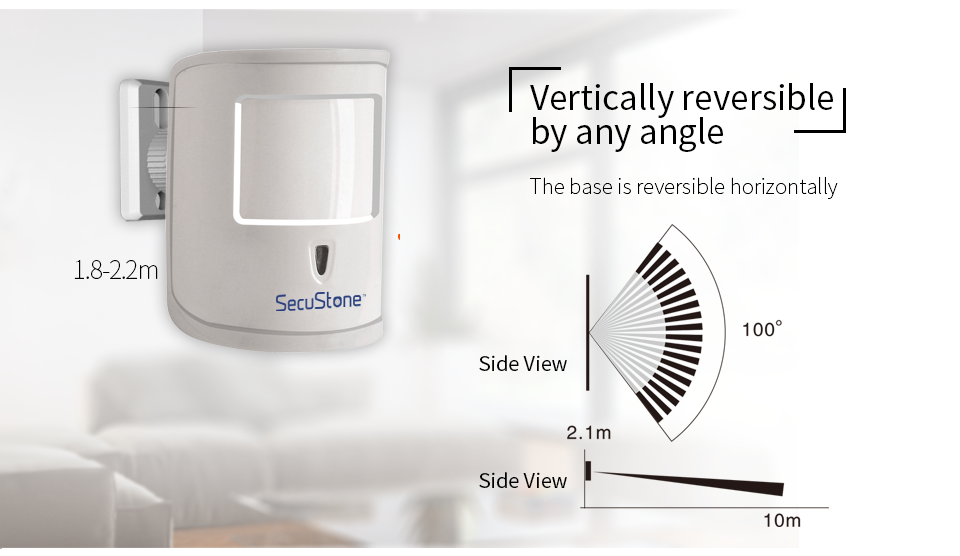 Vertically reversible
by any angle
The base is reversible horizontally
1.8-2.2m
SecuStone™
100°
Side View
2.1m
Side View
10m